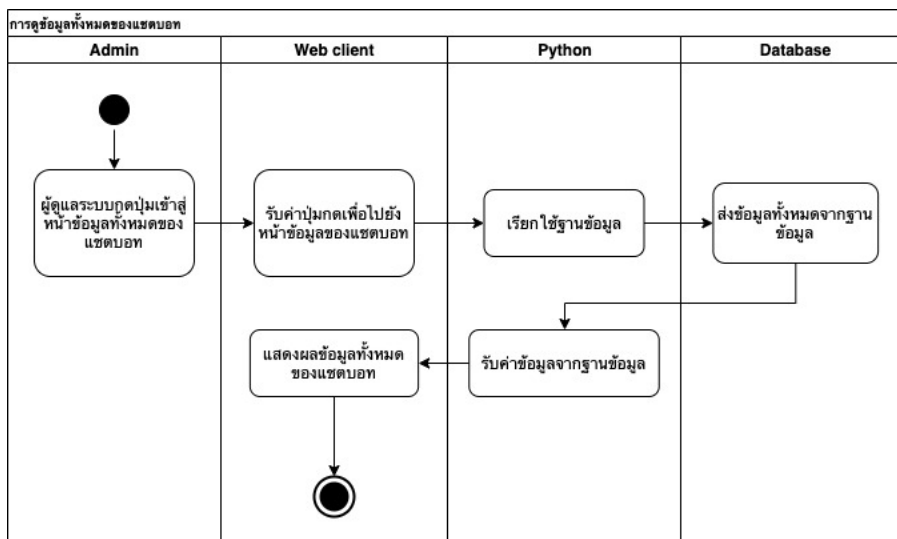 การดูข้อมูลทั้งหมดของแชตบอท
Admin
Web client
Python
Database
ผู้ดูแลระบบกดปุ่มเข้าสู่
หน้าข้อมูลทั้งหมดของ
แชตบอท
รับค่าปุ่มกดเพื่อไปยัง
หน้าข้อมูลของแชตบอท
เรียกใช้ฐานข้อมูล
ส่งข้อมูลทั้งหมดจากฐาน
ข้อมูล
แสดงผลข้อมูลทั้งหมด
ของแชตบอท
รับค่าข้อมูลจากฐานข้อมูล